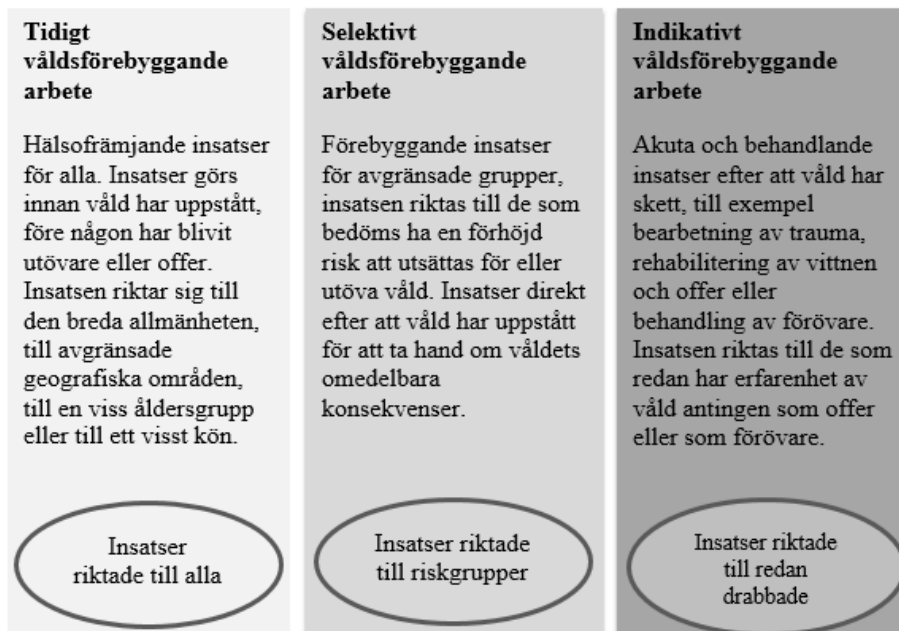 Tidigt
våldsförebyggande
arbete
Hälsofrämjande insatser
för alla. Insatser görs
innan våld har uppstått,
före någon har blivit
utövare eller offer.
Insatsen riktar sig till
den breda allmänheten,
till avgränsade
geografiska områden,
till en viss åldersgrupp
eller till ett visst kön.
Insatser
riktade till alla
Selektivt
våldsförebyggande
arbete
Förebyggande insatser
för avgränsade grupper,
insatsen riktas till de som
bedöms ha en förhöjd
risk att utsättas för eller
utöva våld. Insatser direkt
efter att våld har uppstått
för att ta hand om våldets
omedelbara
konsekvenser.
Insatser riktade
till riskgrupper
Indikativt
våldsförebyggande
arbete
Akuta och behandlande
insatser efter att våld har
skett, till exempel
bearbetning av trauma,
rehabilitering av vittnen
och offer eller
behandling av förövare.
Insatsen riktas till de som
redan har erfarenhet av
våld antingen som offer
eller som förövare.
Insatser riktade
till redan
drabbade